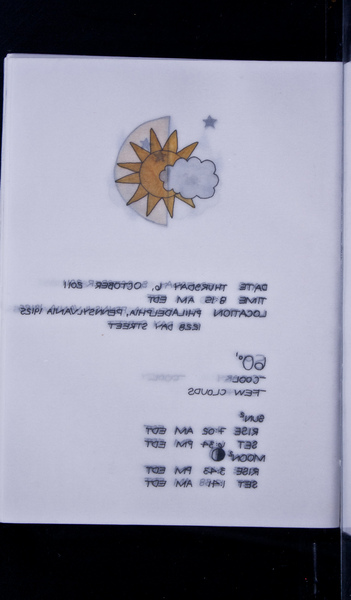 DATE THURSDAY 6, OCTOBER 2011
TIME 8:15 AM EDT
LOCATION PHILADELPHIA, PENNSYLVANIA 19125
1228 DAY STREET
60°
COOL
FEW CLOUDS
SUN
RISE 7:02 AM EDT
SET 6:34 PM EDT
MOON
RISE 3:43 PM EDT
SET 1:41 AM EDT